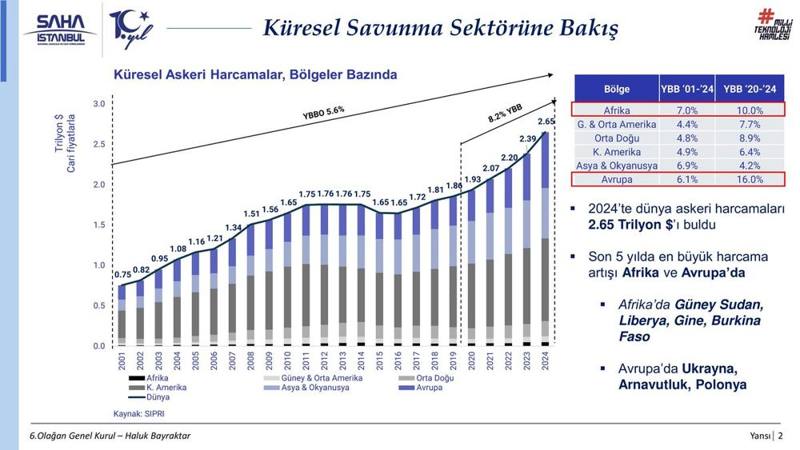 SAHA
İSTANBUL
10.yıl
Küresel Savunma Sektörüne Bakış
#MİLLİ
TEKNOLOJİ
HAMLESİ
Küresel Askeri Harcamalar, Bölgeler Bazında
Trilyon $
Cari fiyatlarla
3.0
2.5
2.0
1.5
1.0
0.5
0.0
YBBO 5.6%
8.2% YBB
0.75 0.82 0.95 1.08 1.16 1.21 1.34 1.51 1.56 1.65 1.75 1.76 1.76 1.75 1.65 1.65 1.72 1.81 1.86 1.93 2.07 2.20 2.39 2.65
2001 2002 2003 2004 2005 2006 2007 2008 2009 2010 2011 2012 2013 2014 2015 2016 2017 2018 2019 2020 2021 2022 2023 2024
Afrika Güney & Orta Amerika Orta Doğu
K. Amerika Asya & Okyanusya Avrupa
Dünya
Kaynak: SIPRI
Bölge YBB '01-'24 YBB '20-'24
Afrika 7.0% 10.0%
G. & Orta Amerika 4.4% 7.7%
Orta Doğu 4.8% 8.9%
K. Amerika 4.9% 6.4%
Asya & Okyanusya 6.9% 4.2%
Avrupa 6.1% 16.0%
▪ 2024'te dünya askeri harcamaları
2.65 Trilyon $'ı buldu
▪ Son 5 yılda en büyük harcama
artışı Afrika ve Avrupa'da
▪ Afrika'da Güney Sudan,
Liberya, Gine, Burkina
Faso
▪ Avrupa'da Ukrayna,
Arnavutluk, Polonya
6.Olağan Genel Kurul – Haluk Bayraktar
Yansı | 2